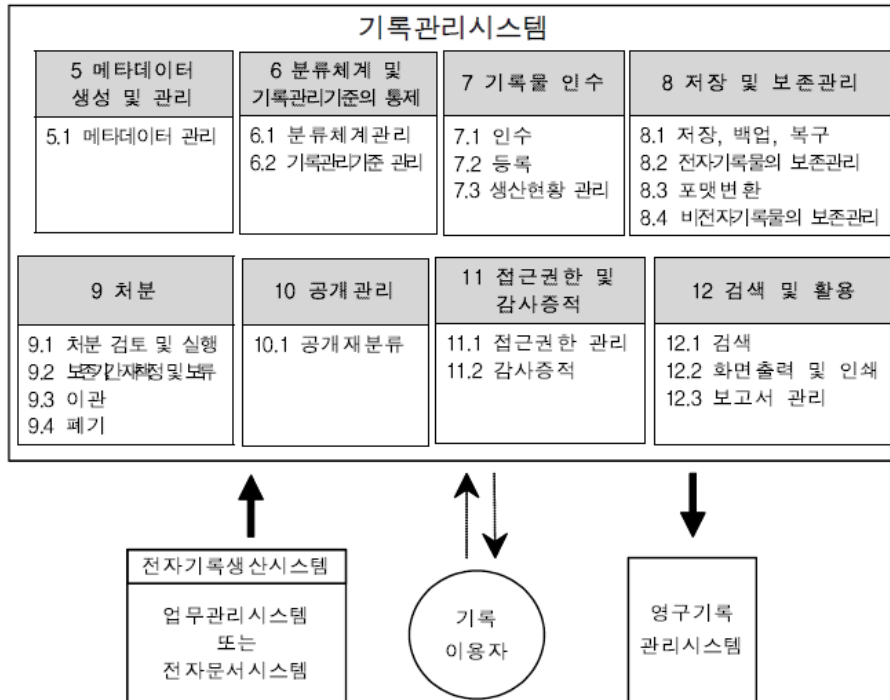 기록관리시스템
5 메타데이터
생성 및 관리
5.1 메타데이터 관리
6 분류체계 및
기록관리기준의 통제
6.1 분류체계관리
6.2 기록관리기준 관리
7 기록물 인수
7.1 인수
7.2 등록
7.3 생산현황 관리
8 저장 및 보존관리
8.1 저장, 백업, 복구
8.2 전자기록물의 보존관리
8.3 포맷변환
8.4 비전자기록물의 보존관리
9 처분
9.1 처분 검토 및 실행
9.2 보존기간재책정및보류
9.3 이관
9.4 폐기
10 공개관리
10.1 공개재분류
11 접근권한 및
감사증적
11.1 접근권한 관리
11.2 감사증적
12 검색 및 활용
12.1 검색
12.2 화면출력 및 인쇄
12.3 보고서 관리
전자기록생산시스템
업무관리시스템
또는
전자문서시스템
기록
이용자
영구기록
관리시스템